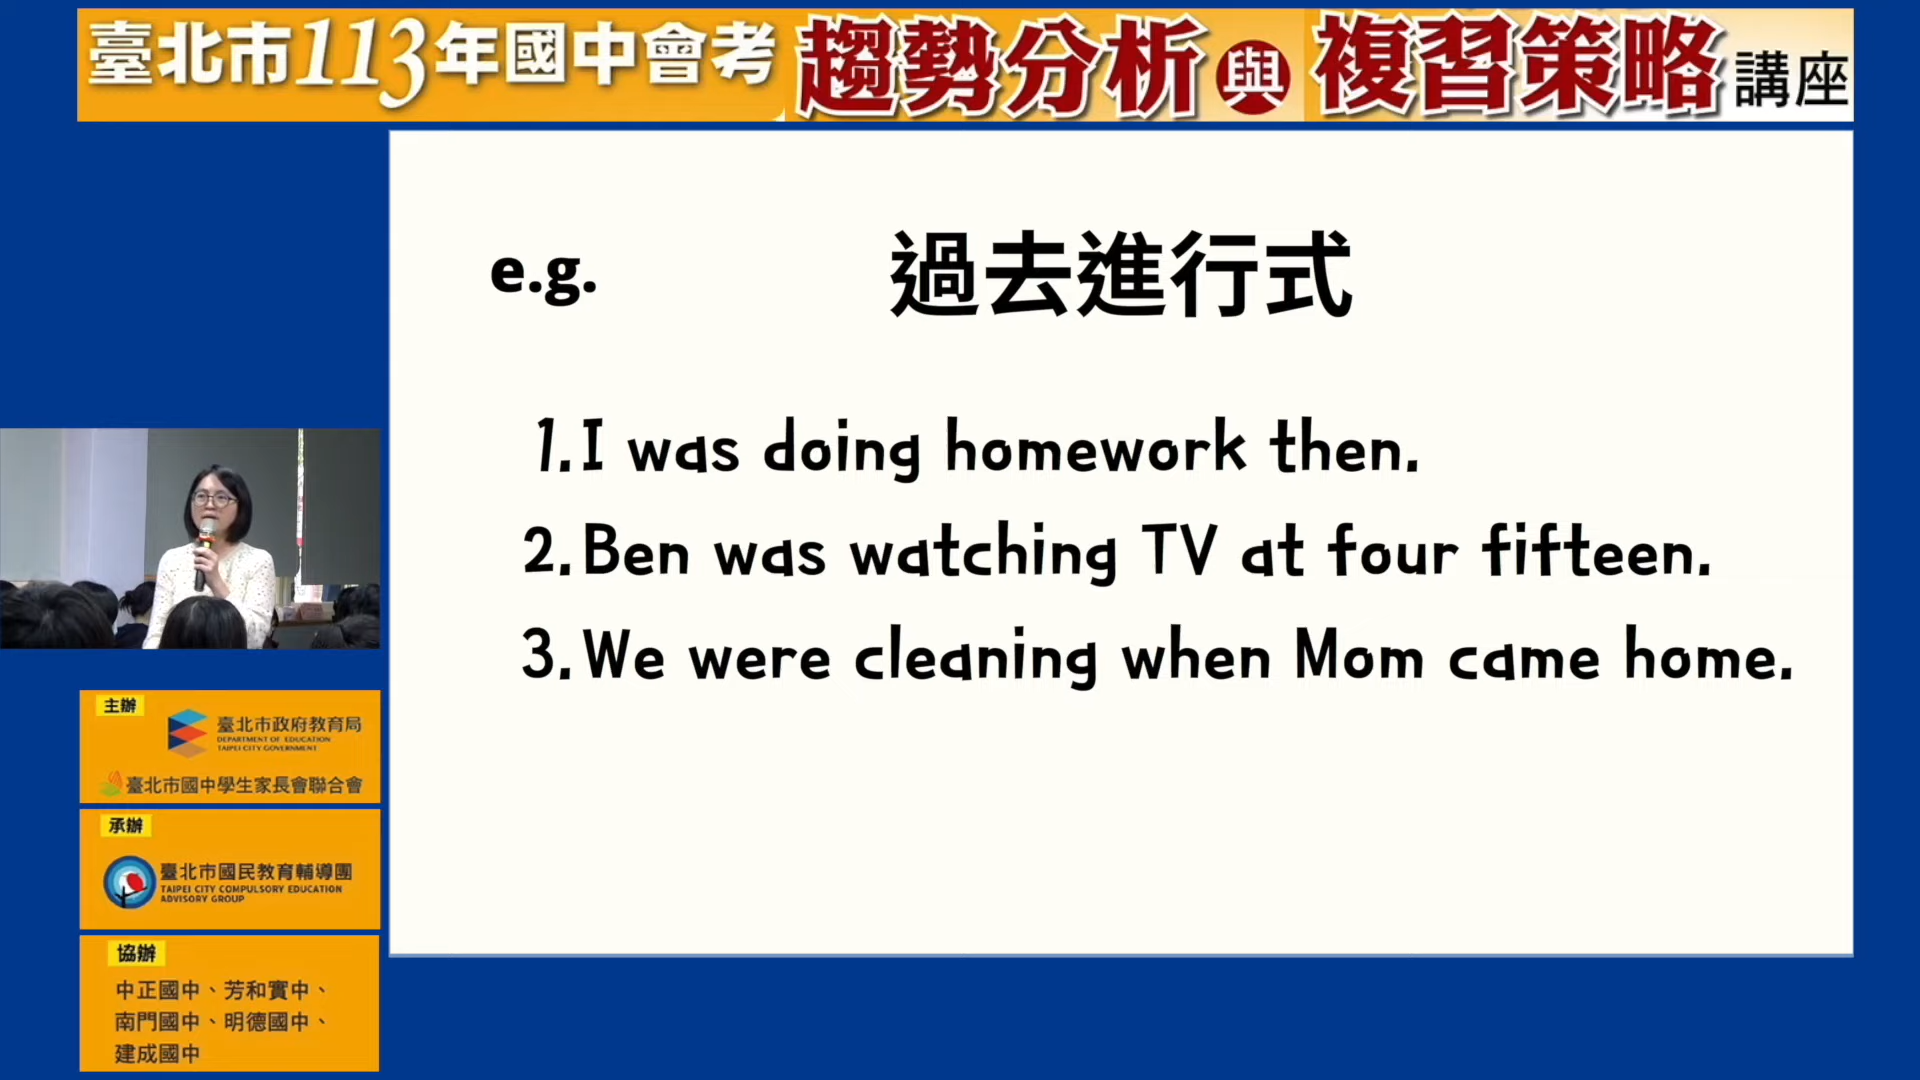 臺北市113年國中會考 趨勢分析與複習策略講座
e.g. 過去進行式
1. I was doing homework then.
2. Ben was watching TV at four fifteen.
3. We were cleaning when Mom came home.
主辦
臺北市政府教育局
DEPARTMENT OF EDUCATION
TAIPEI CITY GOVERNMENT
臺北市國中學生家長會聯合會
承辦
臺北市國民教育輔導團
TAIPEI CITY COMPULSORY EDUCATION
ADVISORY GROUP
協辦
中正國中、芳和實中、
南門國中、明德國中、
建成國中